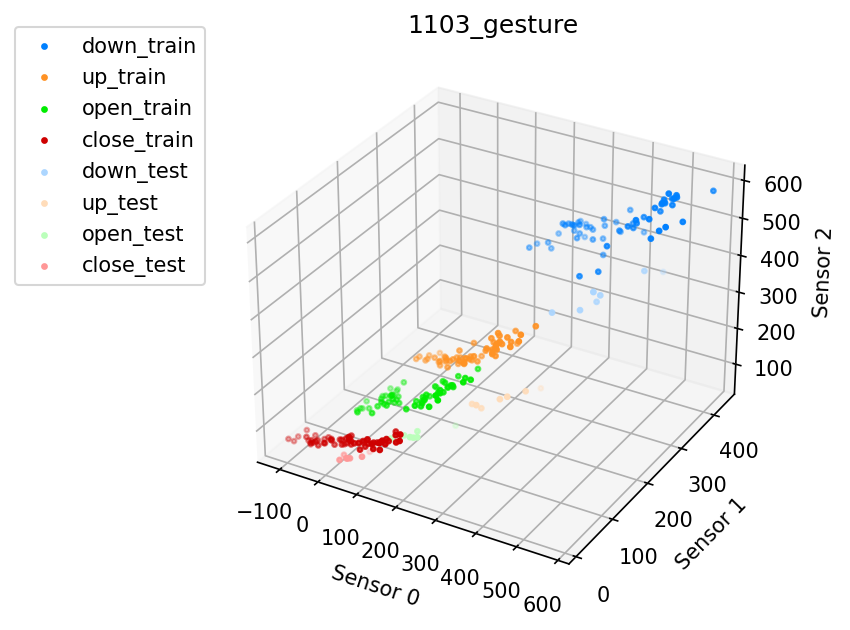 1103_gesture
down_train
up_train
open_train
close_train
down_test
up_test
open_test
close_test
−100
0
100
200
300
400
500
600
Sensor 0
0
100
200
300
400
Sensor 1
100
200
300
400
500
600
Sensor 2